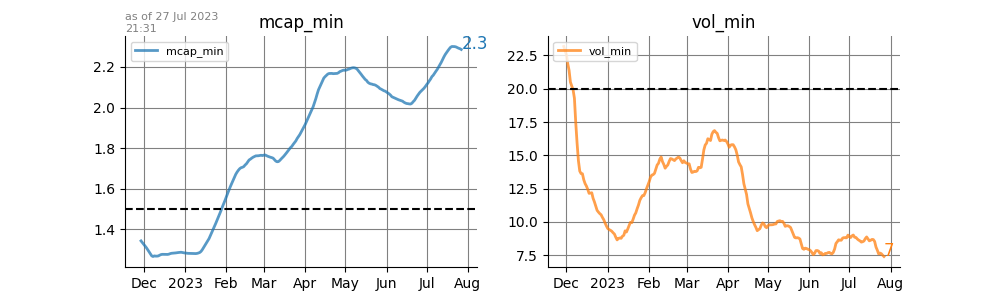 as of 27 Jul 2023
21:31
mcap_min
mcap_min
2.3
2.2
2.0
1.8
1.6
1.4
Dec 2023 Feb Mar Apr May Jun Jul Aug
vol_min
vol_min
22.5
20.0
17.5
15.0
12.5
10.0
7.5
Dec 2023 Feb Mar Apr May Jun Jul Aug